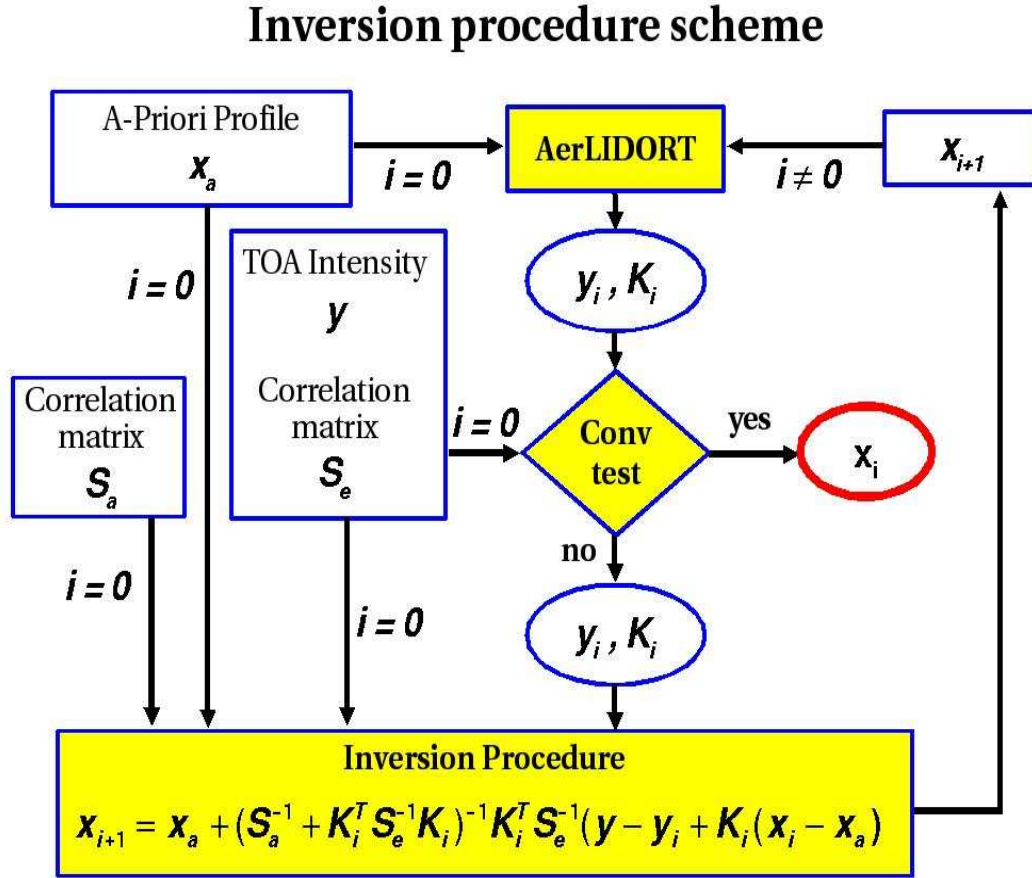 Inversion procedure scheme
A-Priori Profile
x_a
i = 0
AerLIDORT
i ≠ 0
x_{i+1}
i = 0
TOA Intensity
y
Correlation
matrix
S_e
y_i , K_i
Correlation
matrix
S_a
i = 0
Conv
test
yes
x_i
no
i = 0
i = 0
y_i , K_i
Inversion Procedure
x_{i+1} = x_a + (S_a^{-1} + K_i^T S_e^{-1} K_i)^{-1} K_i^T S_e^{-1} (y − y_i + K_i (x_i − x_a)